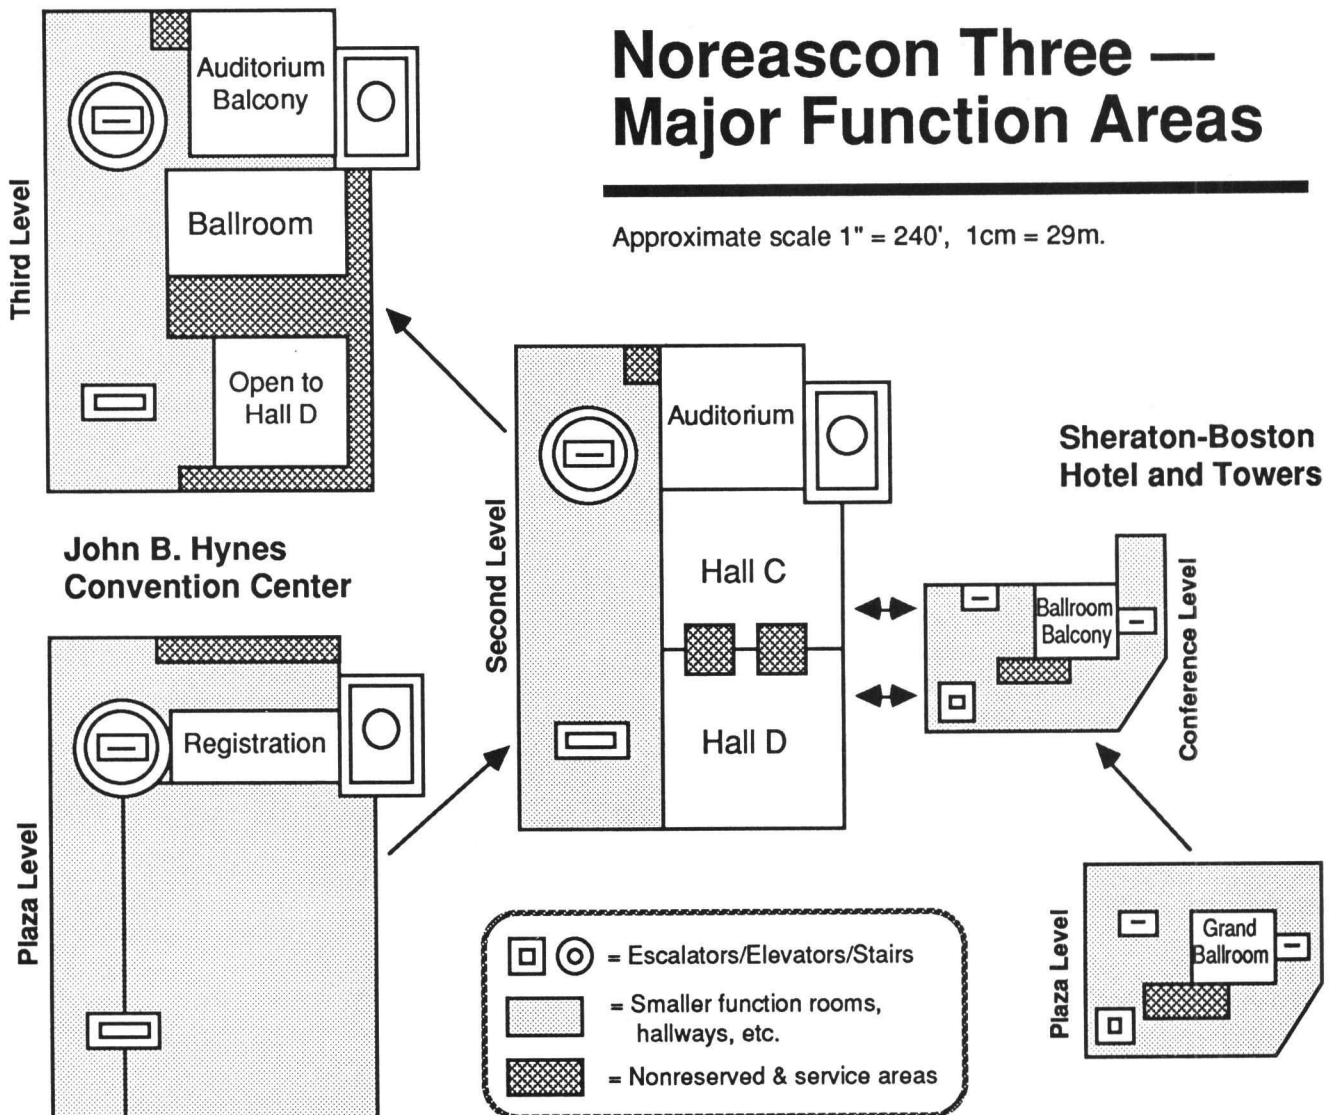 Noreascon Three —
Major Function Areas
Approximate scale 1" = 240', 1cm = 29m.
Third Level
Auditorium
Balcony
Ballroom
Open to
Hall D
John B. Hynes
Convention Center
Plaza Level
Registration
Second Level
Auditorium
Hall C
Hall D
Sheraton-Boston
Hotel and Towers
Conference Level
Ballroom
Balcony
Plaza Level
Grand
Ballroom
= Escalators/Elevators/Stairs
= Smaller function rooms,
hallways, etc.
= Nonreserved & service areas